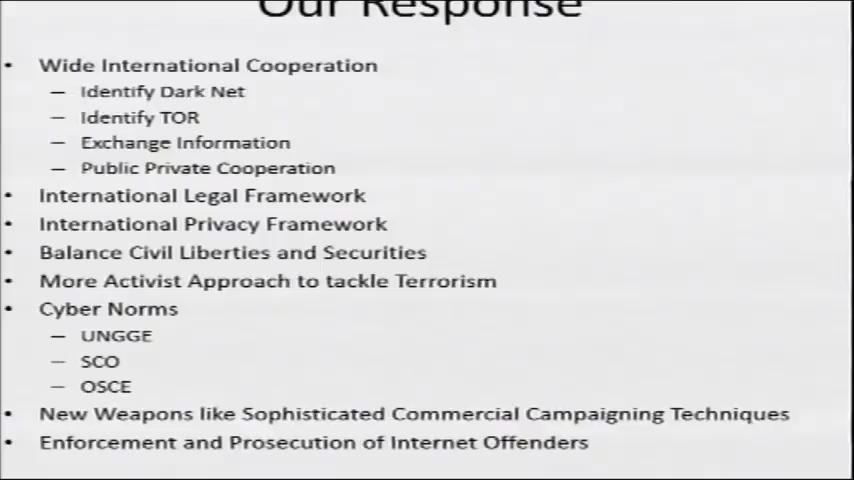 Our Response
• Wide International Cooperation
– Identify Dark Net
– Identify TOR
– Exchange Information
– Public Private Cooperation
• International Legal Framework
• International Privacy Framework
• Balance Civil Liberties and Securities
• More Activist Approach to tackle Terrorism
• Cyber Norms
– UNGGE
– SCO
– OSCE
• New Weapons like Sophisticated Commercial Campaigning Techniques
• Enforcement and Prosecution of Internet Offenders